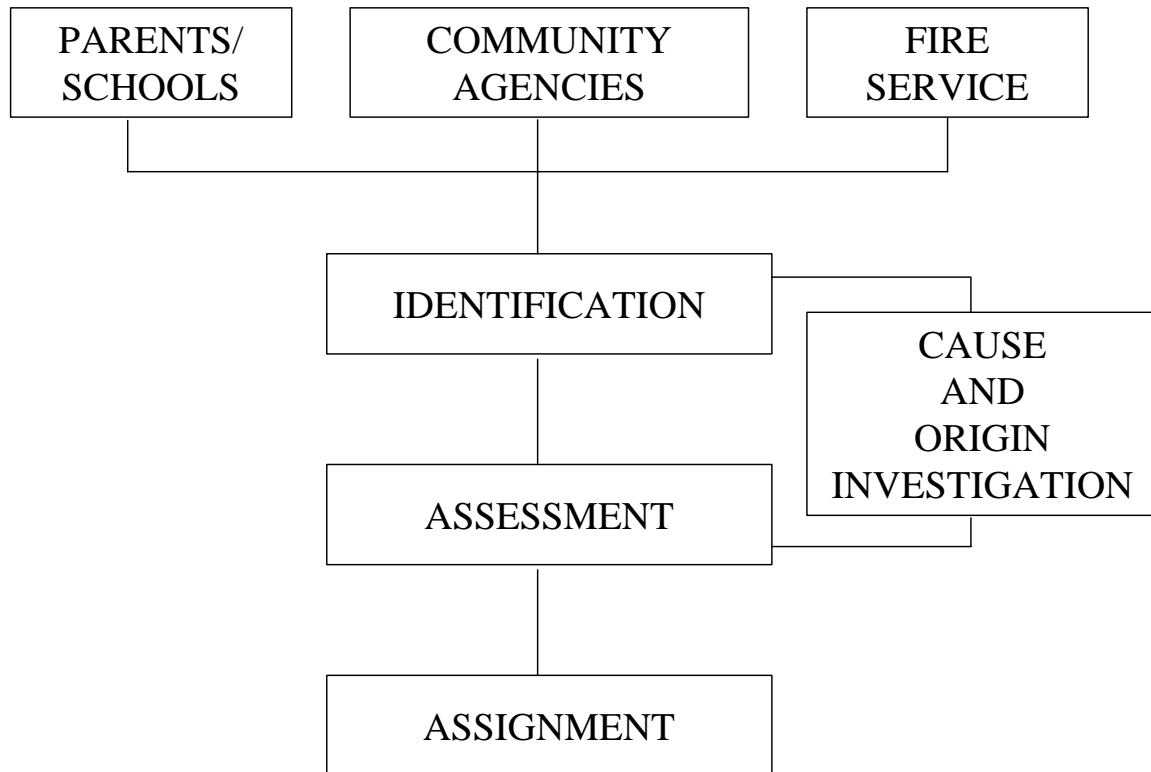 PARENTS/
SCHOOLS
COMMUNITY
AGENCIES
FIRE
SERVICE
IDENTIFICATION
CAUSE
AND
ORIGIN
INVESTIGATION
ASSESSMENT
ASSIGNMENT